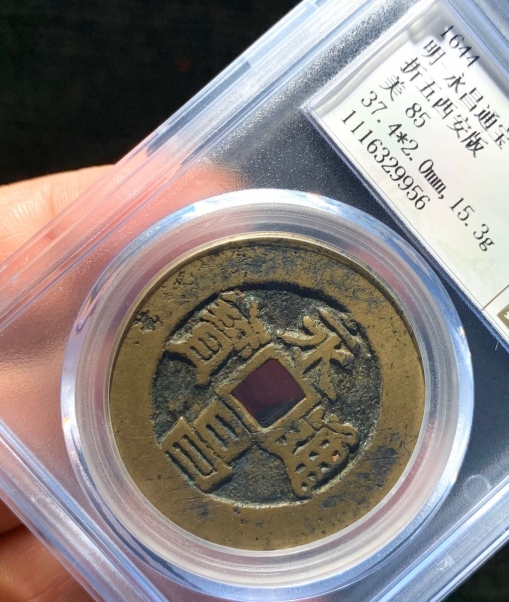 1644
明 永昌通宝
折五西安版
美 85
37.4*2.0mm, 15.3g
1116329956
永昌通寶